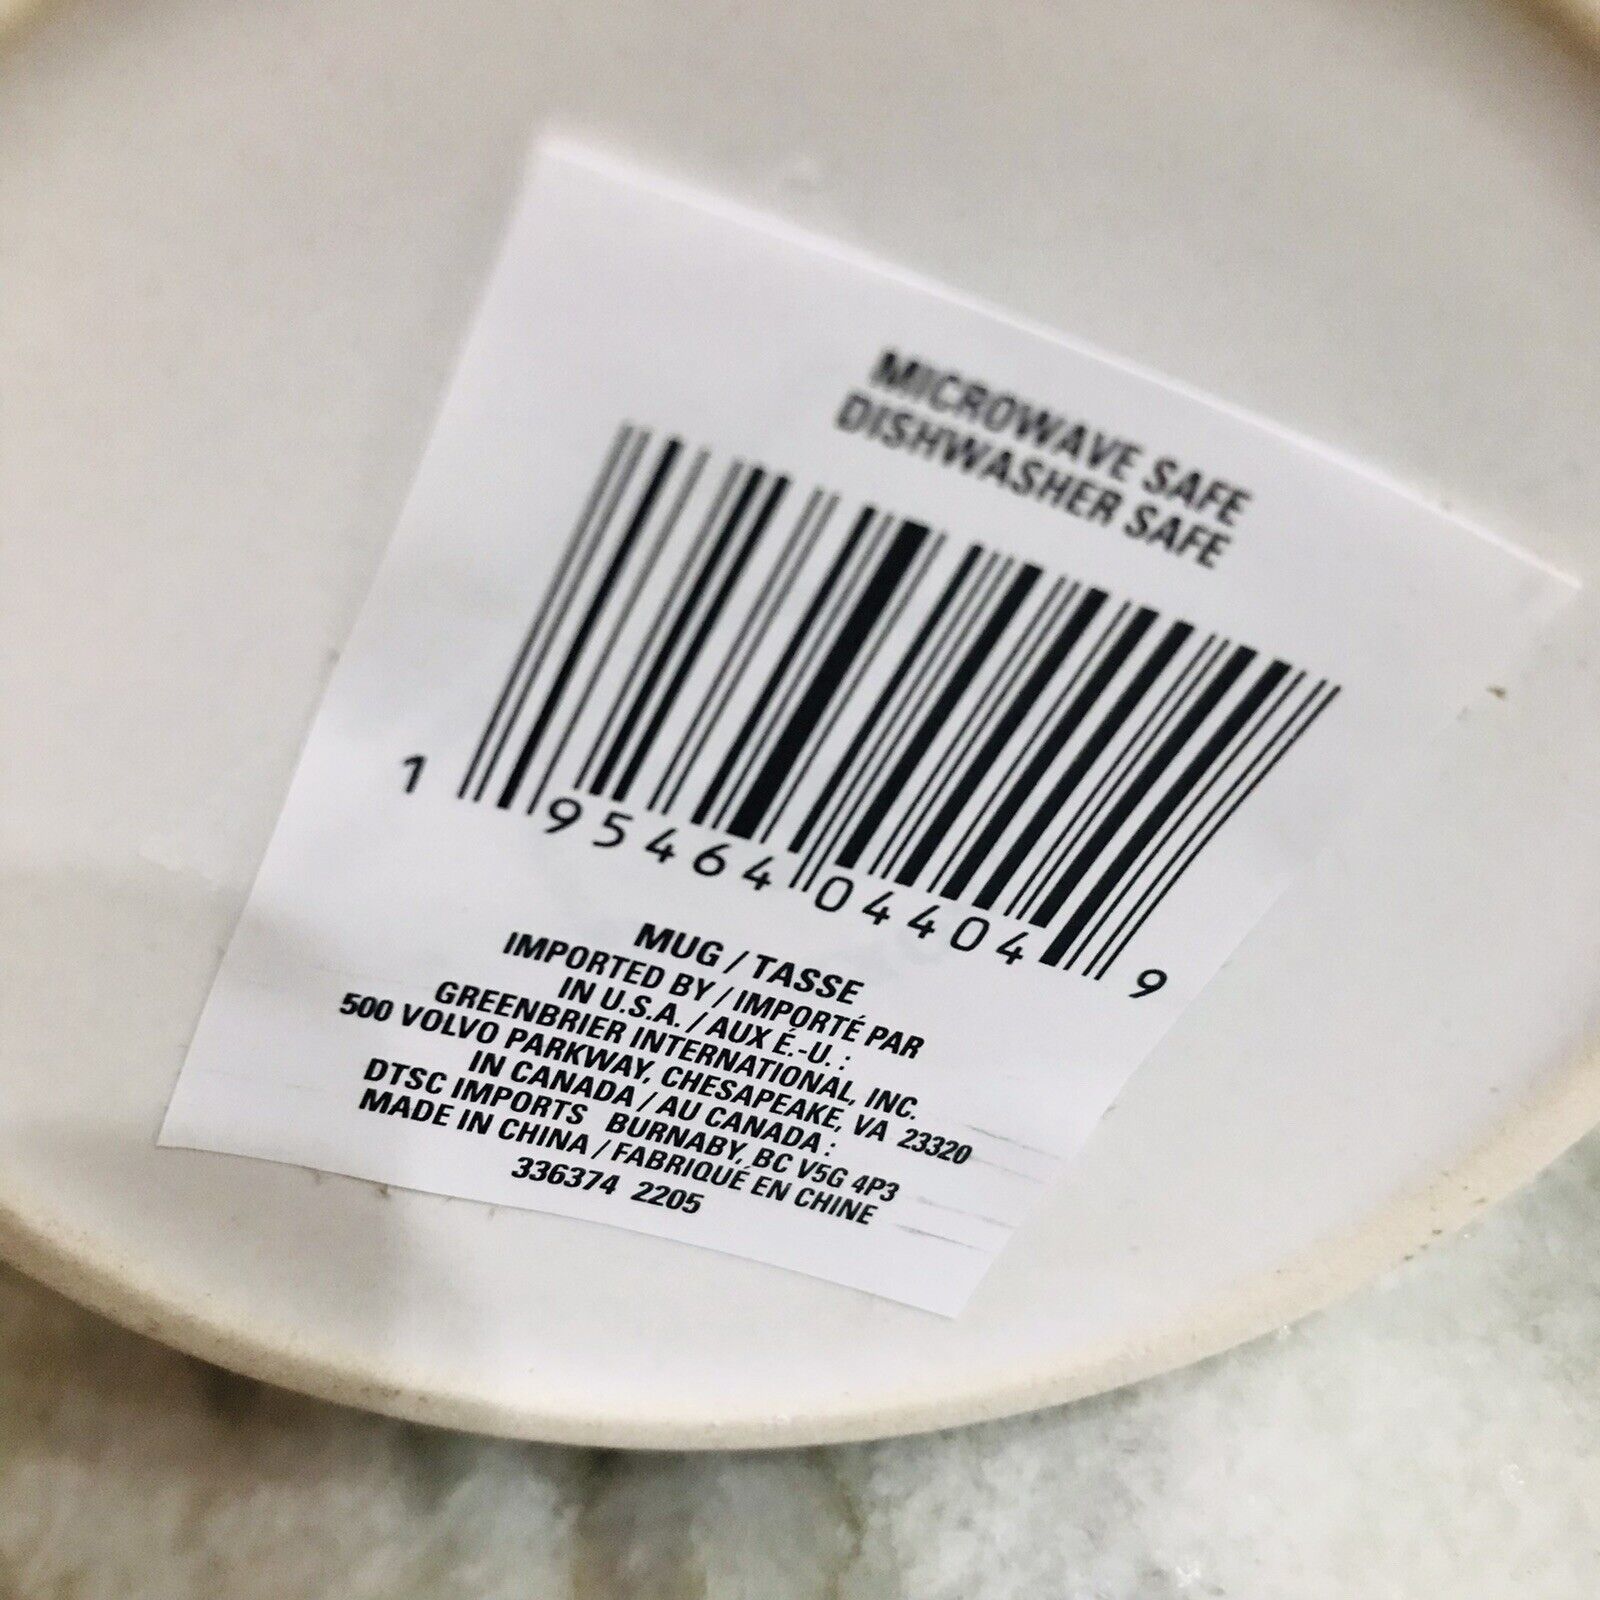 MICROWAVE SAFE
DISHWASHER SAFE
1 95464 04404 9
MUG / TASSE
IMPORTED BY / IMPORTÉ PAR
IN U.S.A. / AUX É.-U. :
GREENBRIER INTERNATIONAL, INC.
500 VOLVO PARKWAY, CHESAPEAKE, VA 23320
IN CANADA / AU CANADA :
DTSC IMPORTS BURNABY, BC V5G 4P3
MADE IN CHINA / FABRIQUÉ EN CHINE
336374 2205